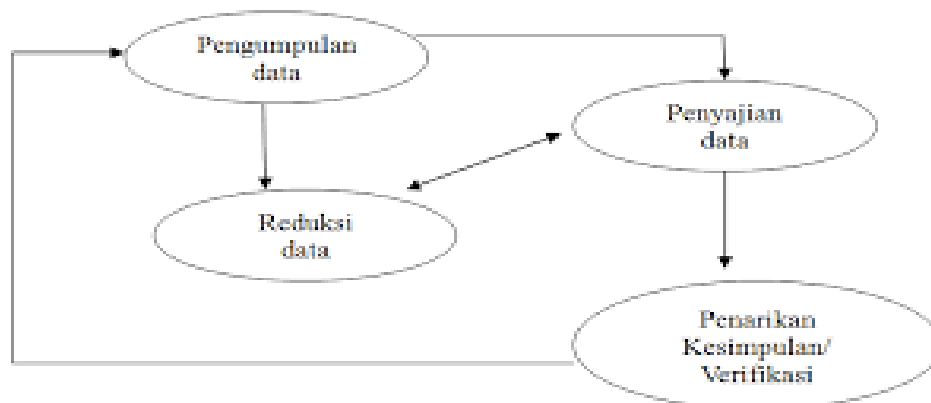 Pengumpulan
data
Penyajian
data
Reduksi
data
Penarikan
Kesimpulan/
Verifikasi